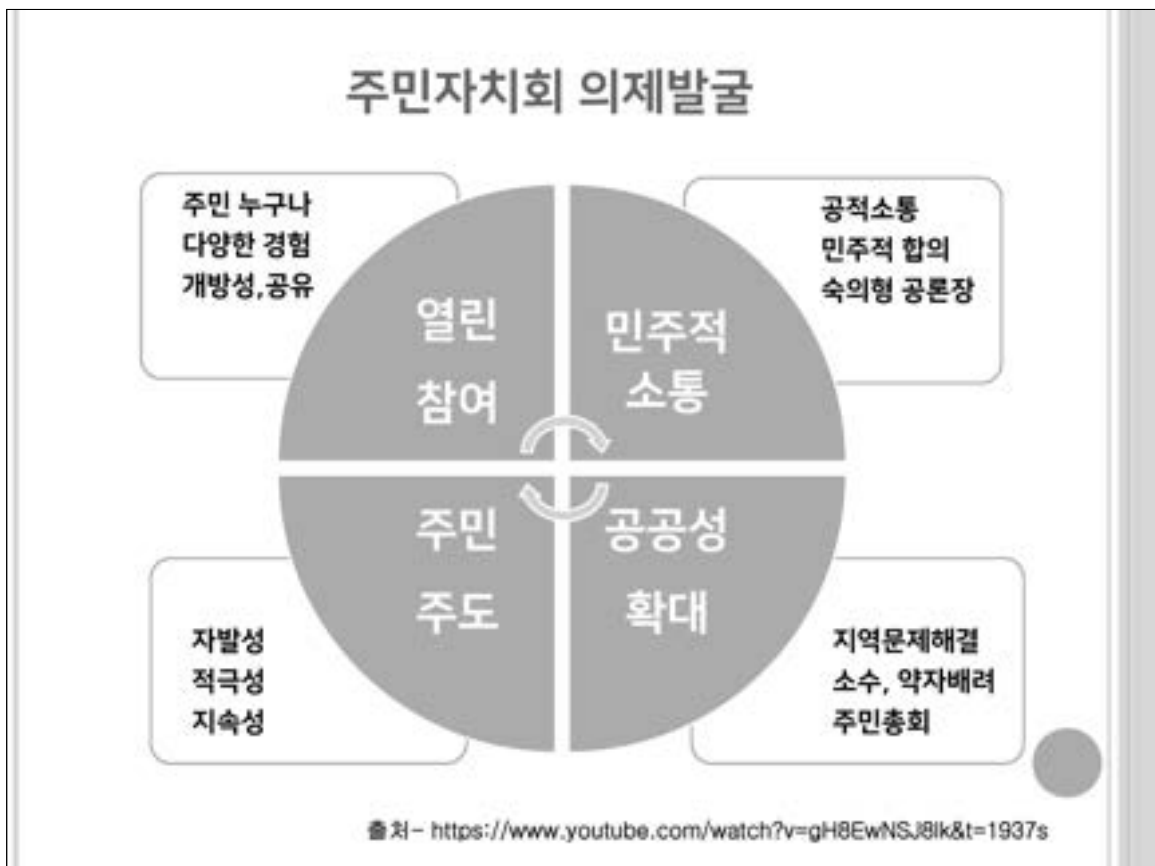 주민자치회 의제발굴
주민 누구나
다양한 경험
개방성,공유
열린
참여
민주적
소통
공적소통
민주적 합의
숙의형 공론장
주민
주도
자발성
적극성
지속성
공공성
확대
지역문제해결
소수, 약자배려
주민총회
출처- https://www.youtube.com/watch?v=gH8EwNSJ8lk&t=1937s